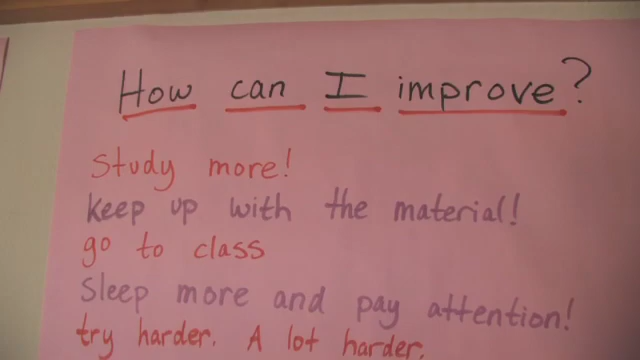 How can I improve?
Study more!
keep up with the material!
go to class
Sleep more and pay attention!
try harder. A lot harder.